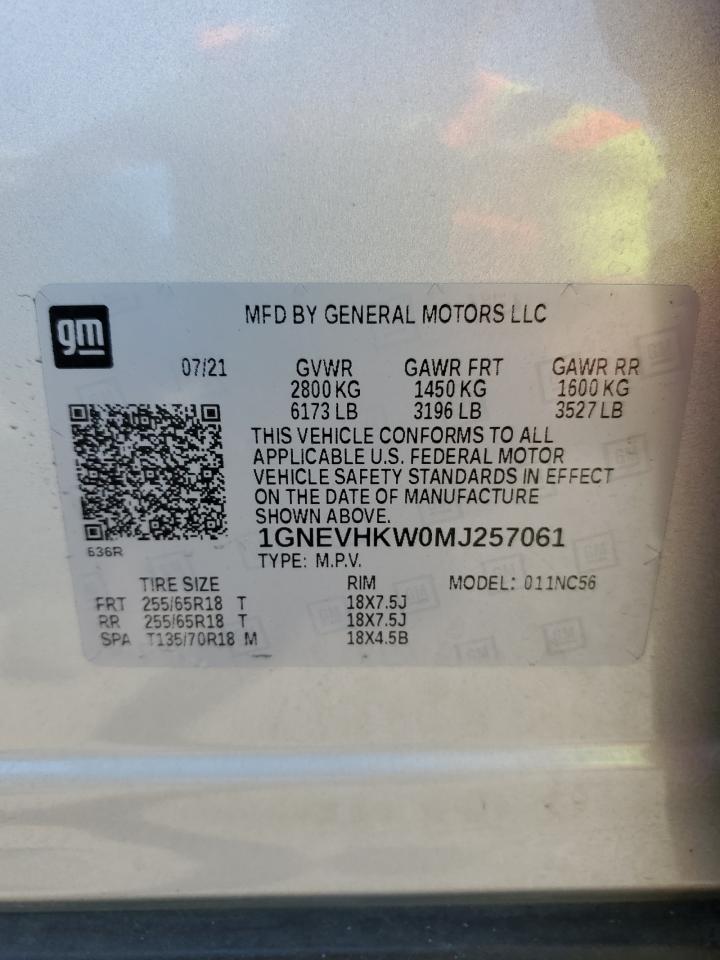 gm
MFD BY GENERAL MOTORS LLC
07/21 GVWR GAWR FRT GAWR RR
2800 KG 1450 KG 1600 KG
6173 LB 3196 LB 3527 LB
THIS VEHICLE CONFORMS TO ALL
APPLICABLE U.S. FEDERAL MOTOR
VEHICLE SAFETY STANDARDS IN EFFECT
ON THE DATE OF MANUFACTURE
SHOWN ABOVE.
1GNEVHKW0MJ257061
636R
TYPE: M.P.V.
TIRE SIZE RIM MODEL: 011NC56
FRT 255/65R18 T 18X7.5J
RR 255/65R18 T 18X7.5J
SPA T135/70R18 M 18X4.5B